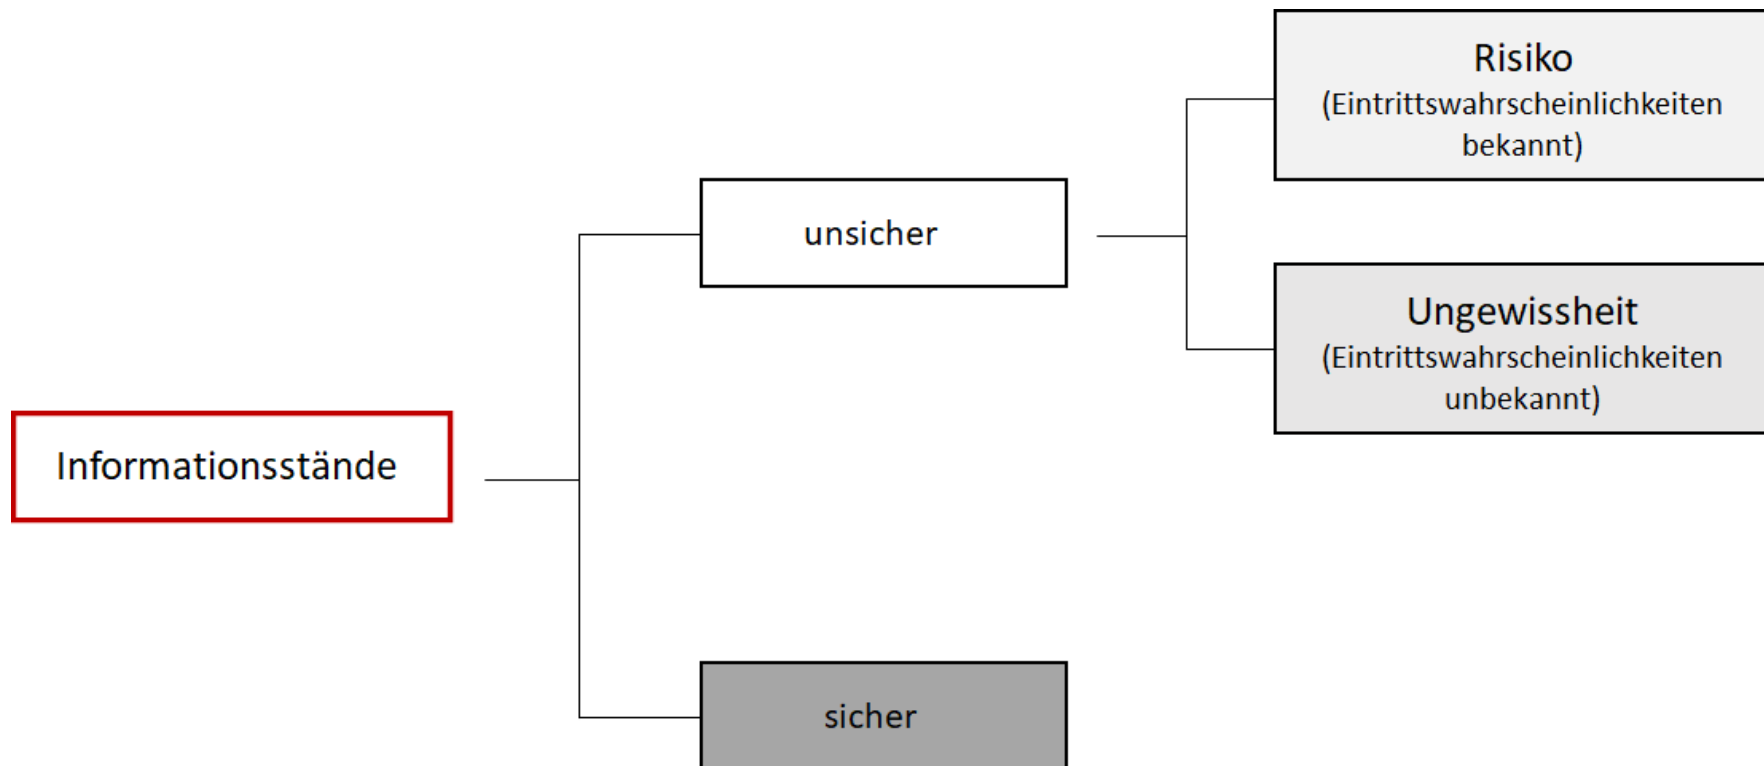 Risiko
(Eintrittswahrscheinlichkeiten
bekannt)
unsicher
Ungewissheit
(Eintrittswahrscheinlichkeiten
unbekannt)
Informationsstände
sicher